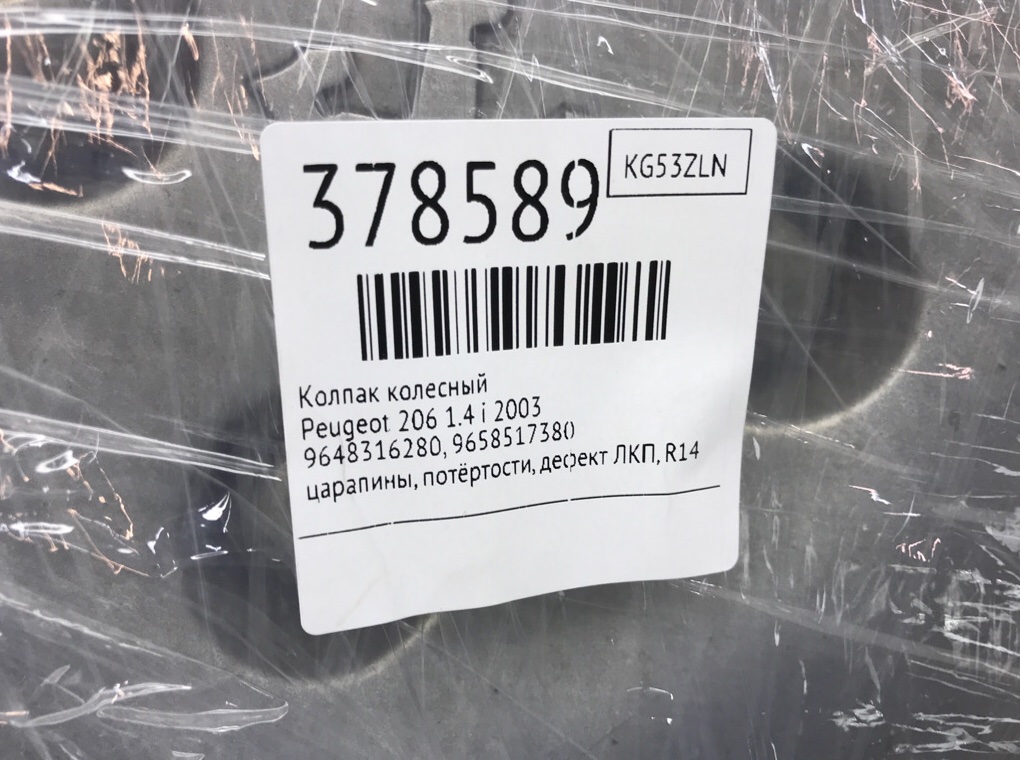 378589
KG53ZLN
Колпак колесный
Peugeot 206 1.4 i 2003
9648316280, 9658517380
царапины, потёртости, дефект ЛКП, R14